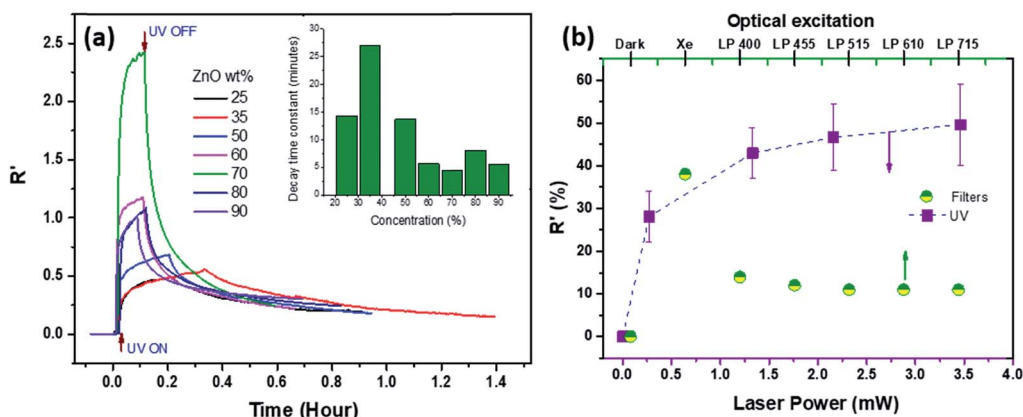 (a)
UV OFF
UV ON
ZnO wt%
25
35
50
60
70
80
90
R'
2.5
2.0
1.5
1.0
0.5
0.0
0.0 0.2 0.4 0.6 0.8 1.0 1.2 1.4
Time (Hour)
Decay time constant (minutes)
30
25
20
15
10
5
0
20 30 40 50 60 70 80 90
Concentration (%)
(b)
Optical excitation
Dark Xe LP 400 LP 455 LP 515 LP 610 LP 715
R' (%)
60
50
40
30
20
10
0
Filters
UV
0.0 0.5 1.0 1.5 2.0 2.5 3.0 3.5 4.0
Laser Power (mW)